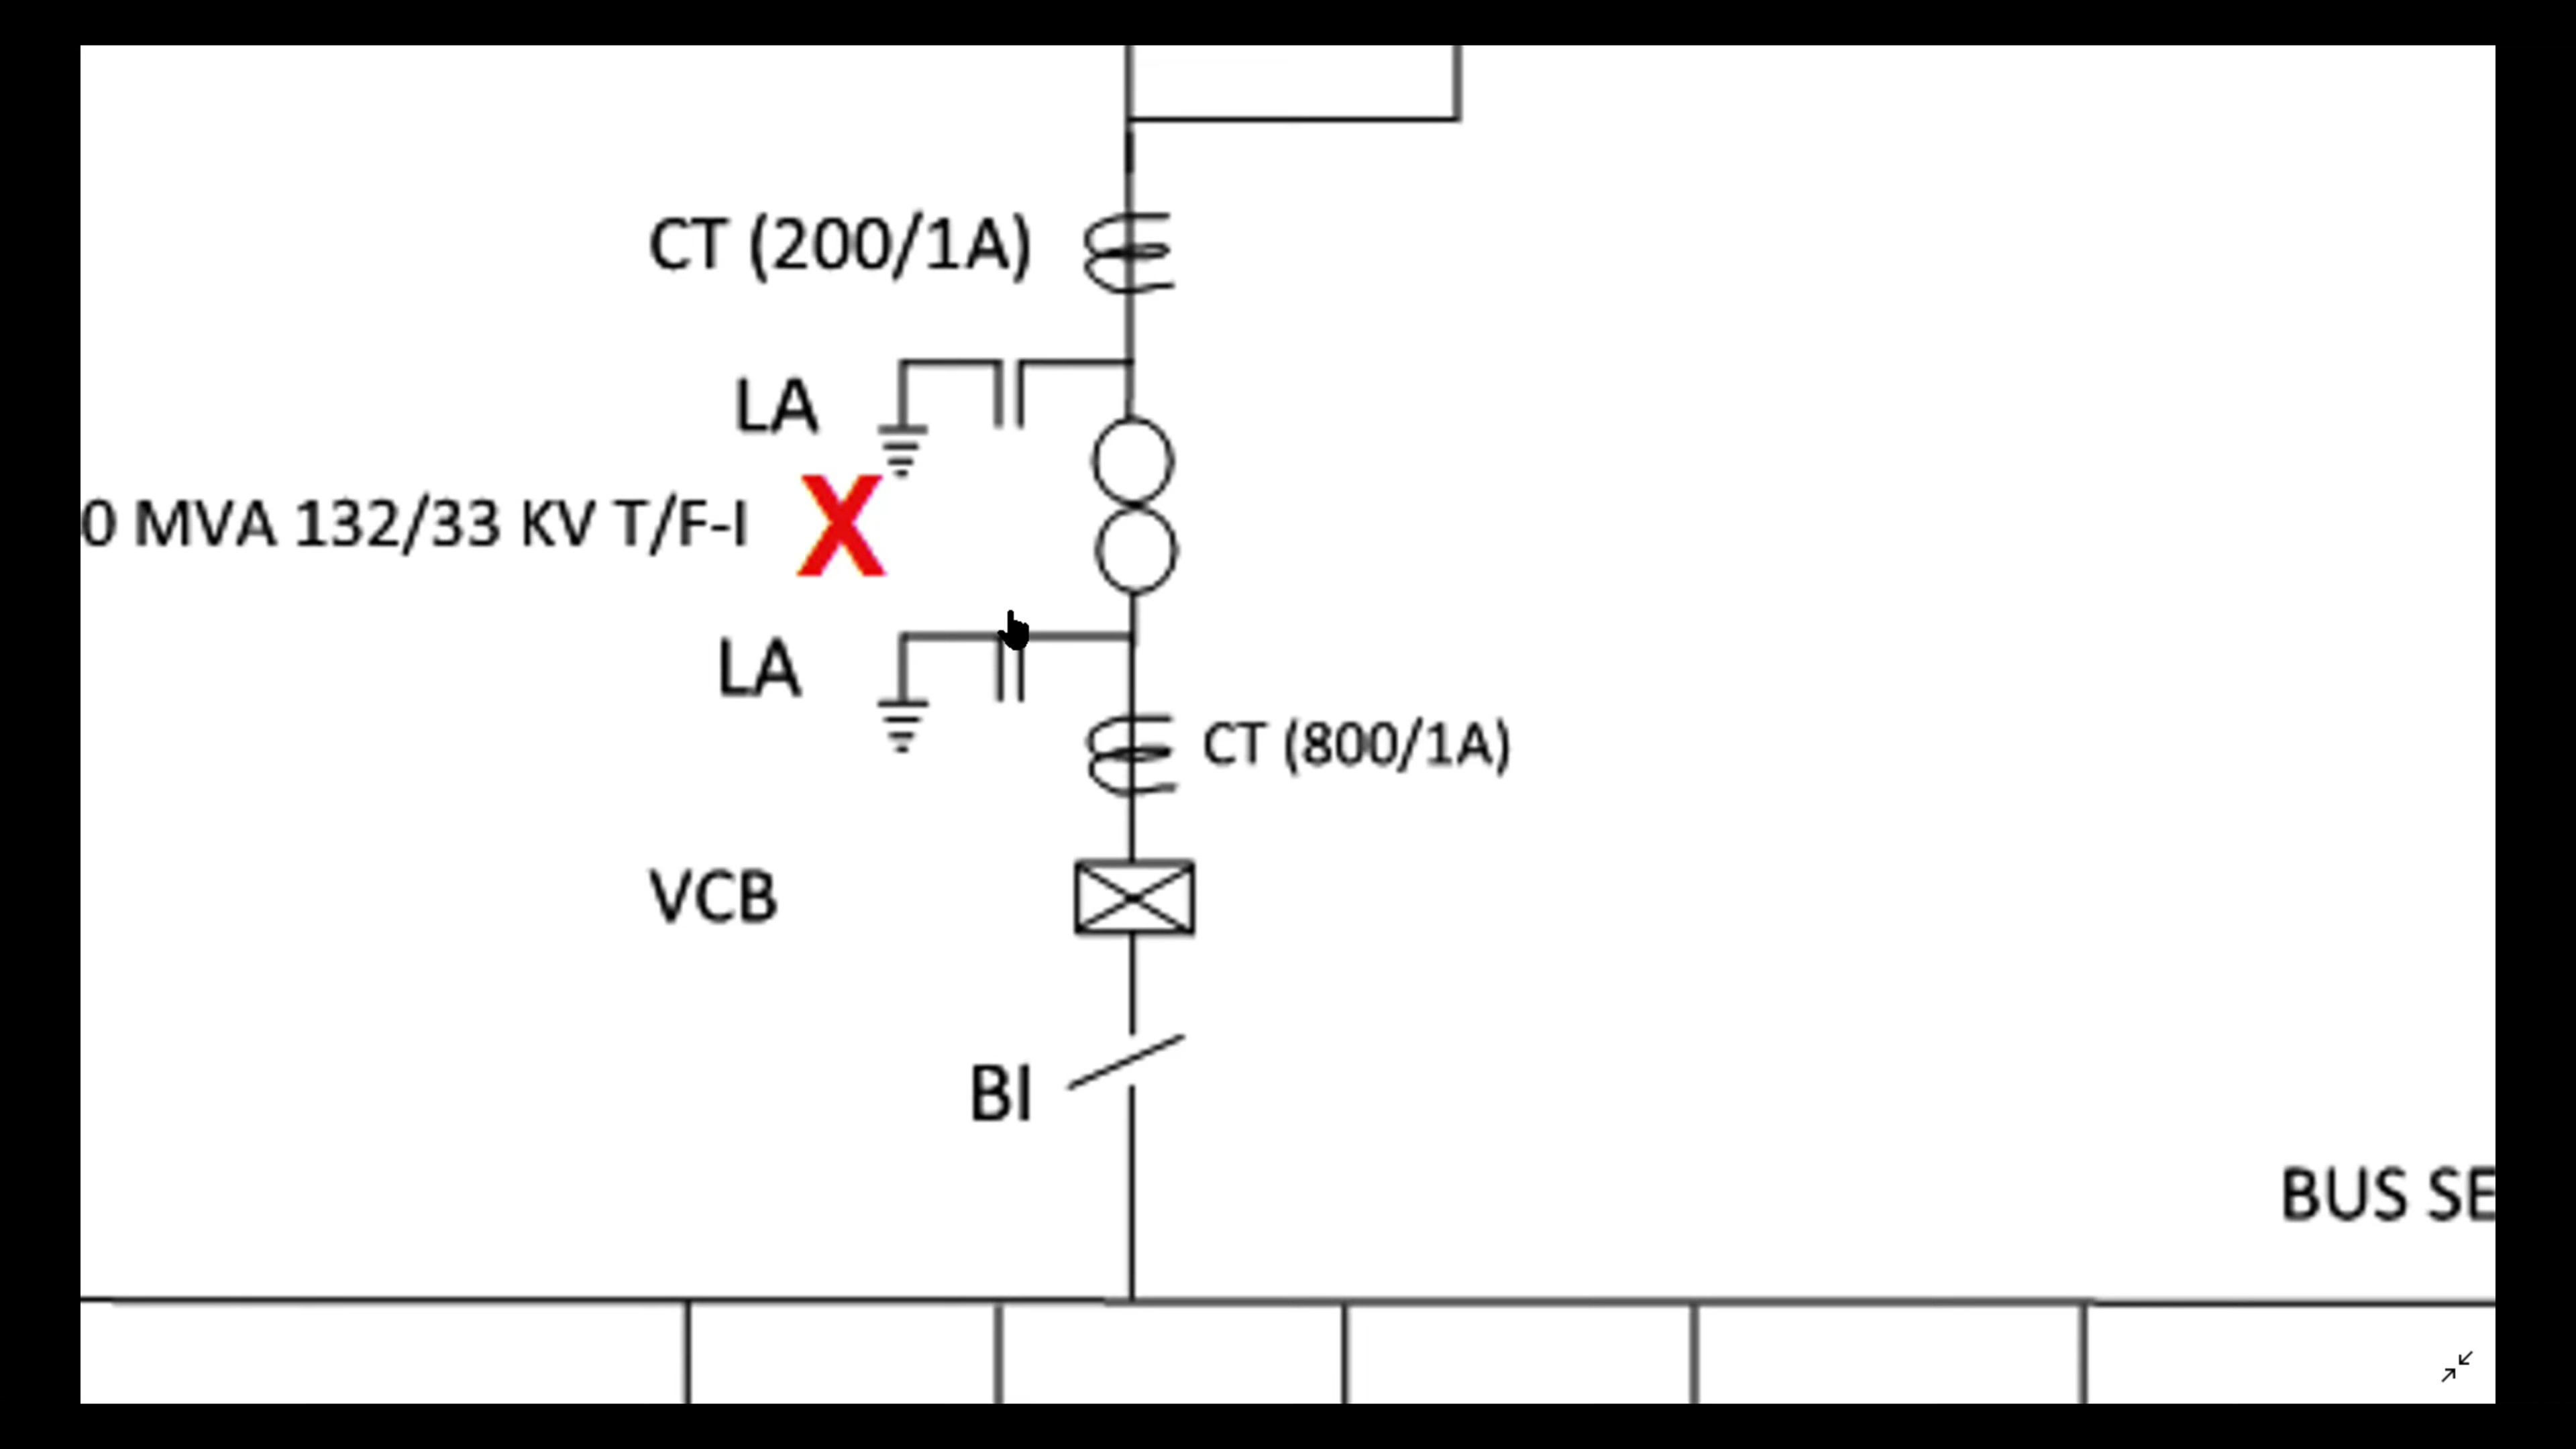 CT (200/1A)
LA
0 MVA 132/33 KV T/F-I X
LA
CT (800/1A)
VCB
BI
BUS SE